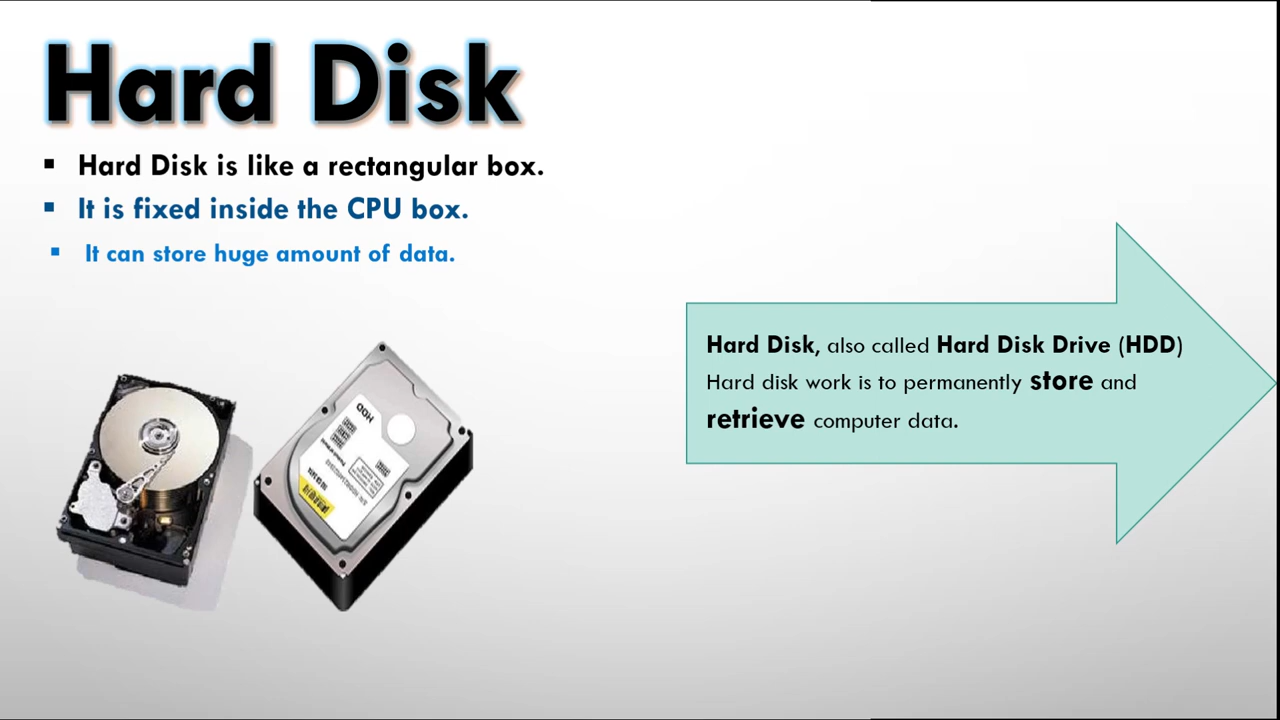 Hard Disk
▪ Hard Disk is like a rectangular box.
▪ It is fixed inside the CPU box.
▪ It can store huge amount of data.
Hard Disk, also called Hard Disk Drive (HDD)
Hard disk work is to permanently store and
retrieve computer data.
HDD